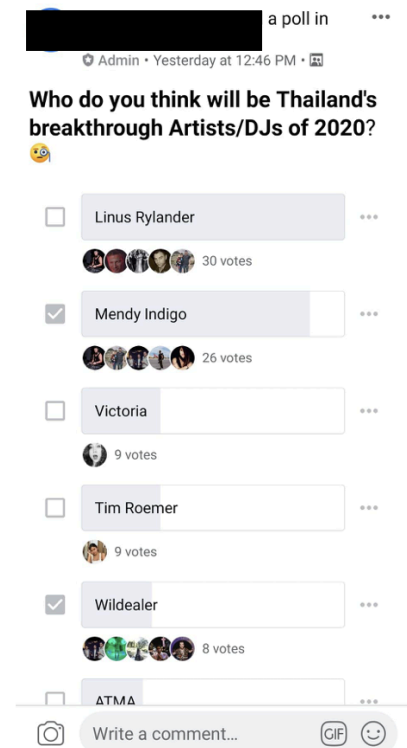 a poll in
Admin • Yesterday at 12:46 PM •
Who do you think will be Thailand's
breakthrough Artists/DJs of 2020?
Linus Rylander
30 votes
Mendy Indigo
26 votes
Victoria
9 votes
Tim Roemer
9 votes
Wildealer
8 votes
ATMA
Write a comment...
GIF